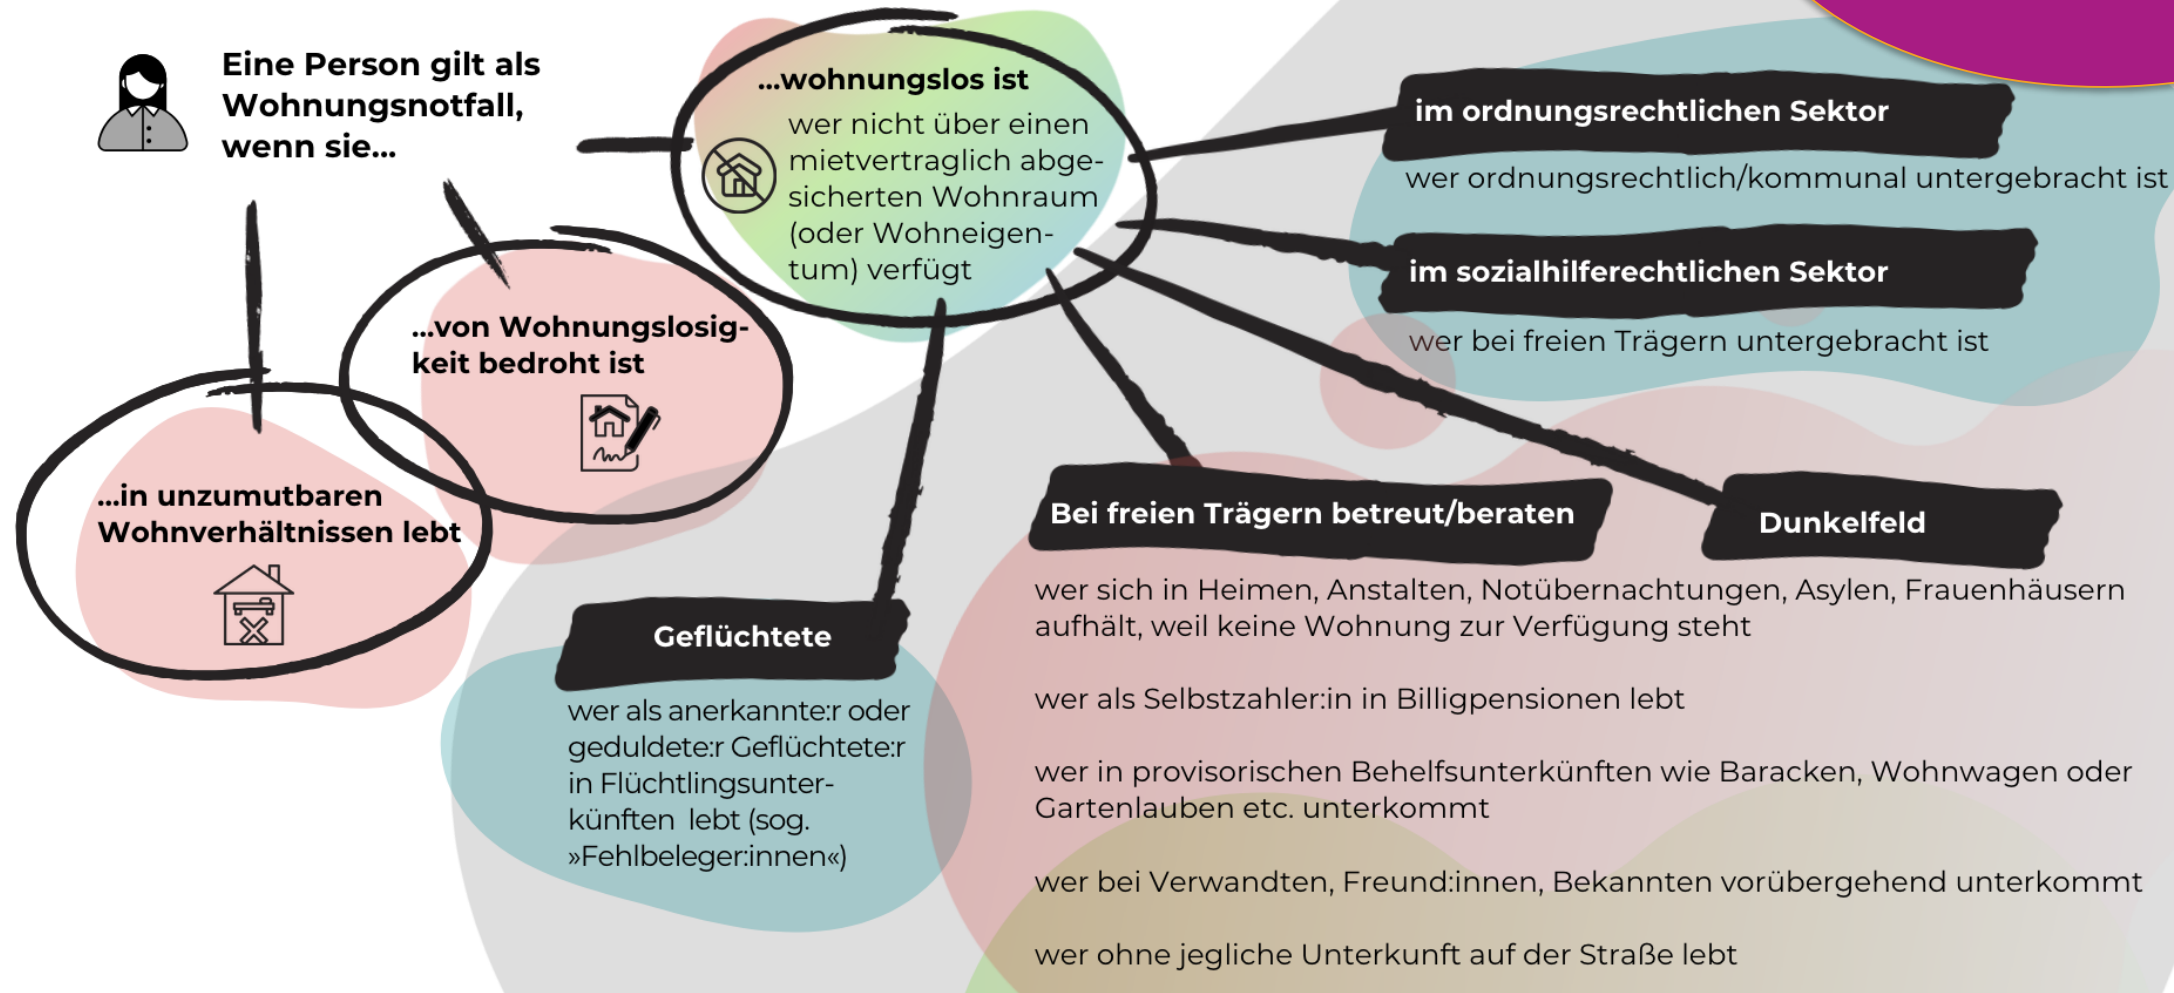 Eine Person gilt als
Wohnungsnotfall,
wenn sie...
...wohnungslos ist
wer nicht über einen
mietvertraglich abge-
sicherten Wohnraum
(oder Wohneigen-
tum) verfügt
...von Wohnungslosig-
keit bedroht ist
...in unzumutbaren
Wohnverhältnissen lebt
im ordnungsrechtlichen Sektor
wer ordnungsrechtlich/kommunal untergebracht ist
im sozialhilferechtlichen Sektor
wer bei freien Trägern untergebracht ist
Geflüchtete
wer als anerkannte:r oder
geduldete:r Geflüchtete:r
in Flüchtlingsunter-
künften lebt (sog.
»Fehlbeleger:innen«)
Bei freien Trägern betreut/beraten
Dunkelfeld
wer sich in Heimen, Anstalten, Notübernachtungen, Asylen, Frauenhäusern
aufhält, weil keine Wohnung zur Verfügung steht
wer als Selbstzahler:in in Billigpensionen lebt
wer in provisorischen Behelfsunterkünften wie Baracken, Wohnwagen oder
Gartenlauben etc. unterkommt
wer bei Verwandten, Freund:innen, Bekannten vorübergehend unterkommt
wer ohne jegliche Unterkunft auf der Straße lebt